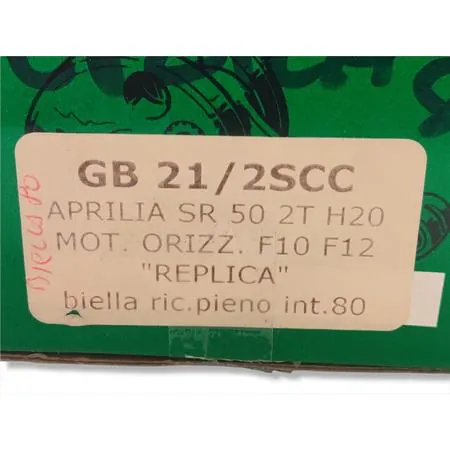 GB 21/2SCC
APRILIA SR 50 2T H20
MOT. ORIZZ. F10 F12
"REPLICA"
biella ric.pieno int.80